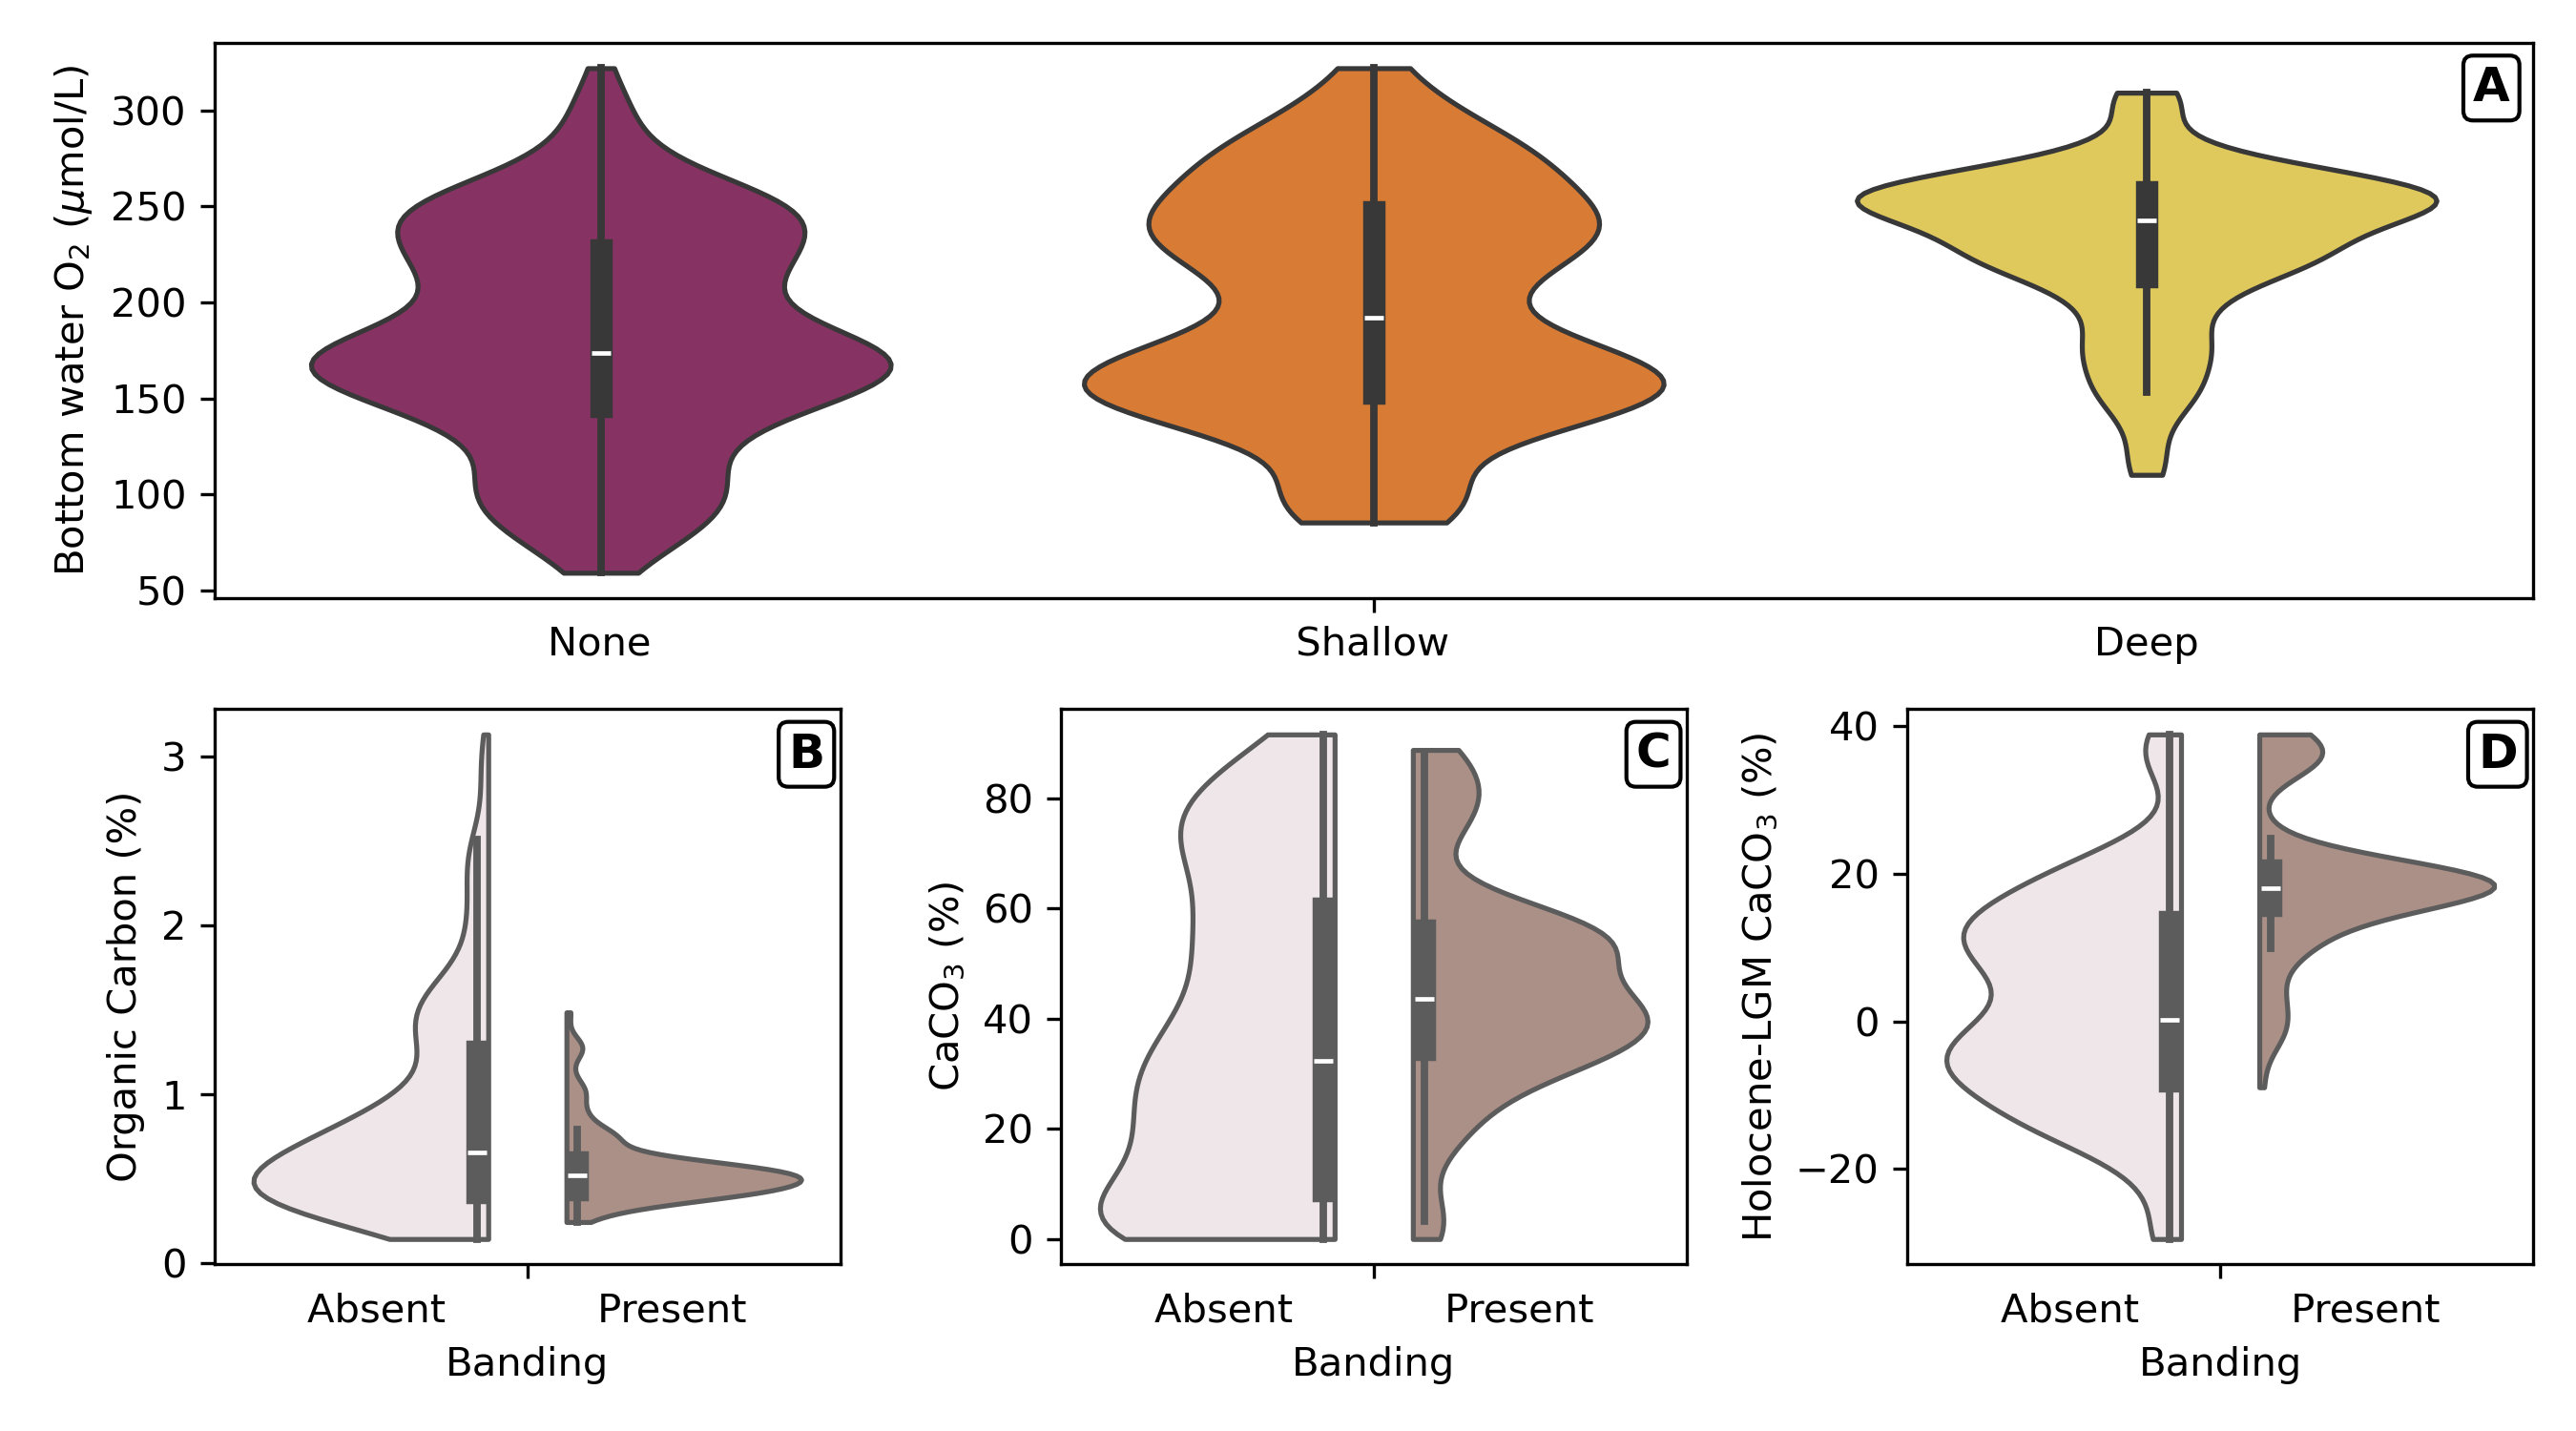 A
Bottom water O₂ (μmol/L)
300
250
200
150
100
50
None Shallow Deep
B
Organic Carbon (%)
3
2
1
0
Absent Present
Banding
C
CaCO₃ (%)
80
60
40
20
0
Absent Present
Banding
D
Holocene-LGM CaCO₃ (%)
40
20
0
−20
Absent Present
Banding